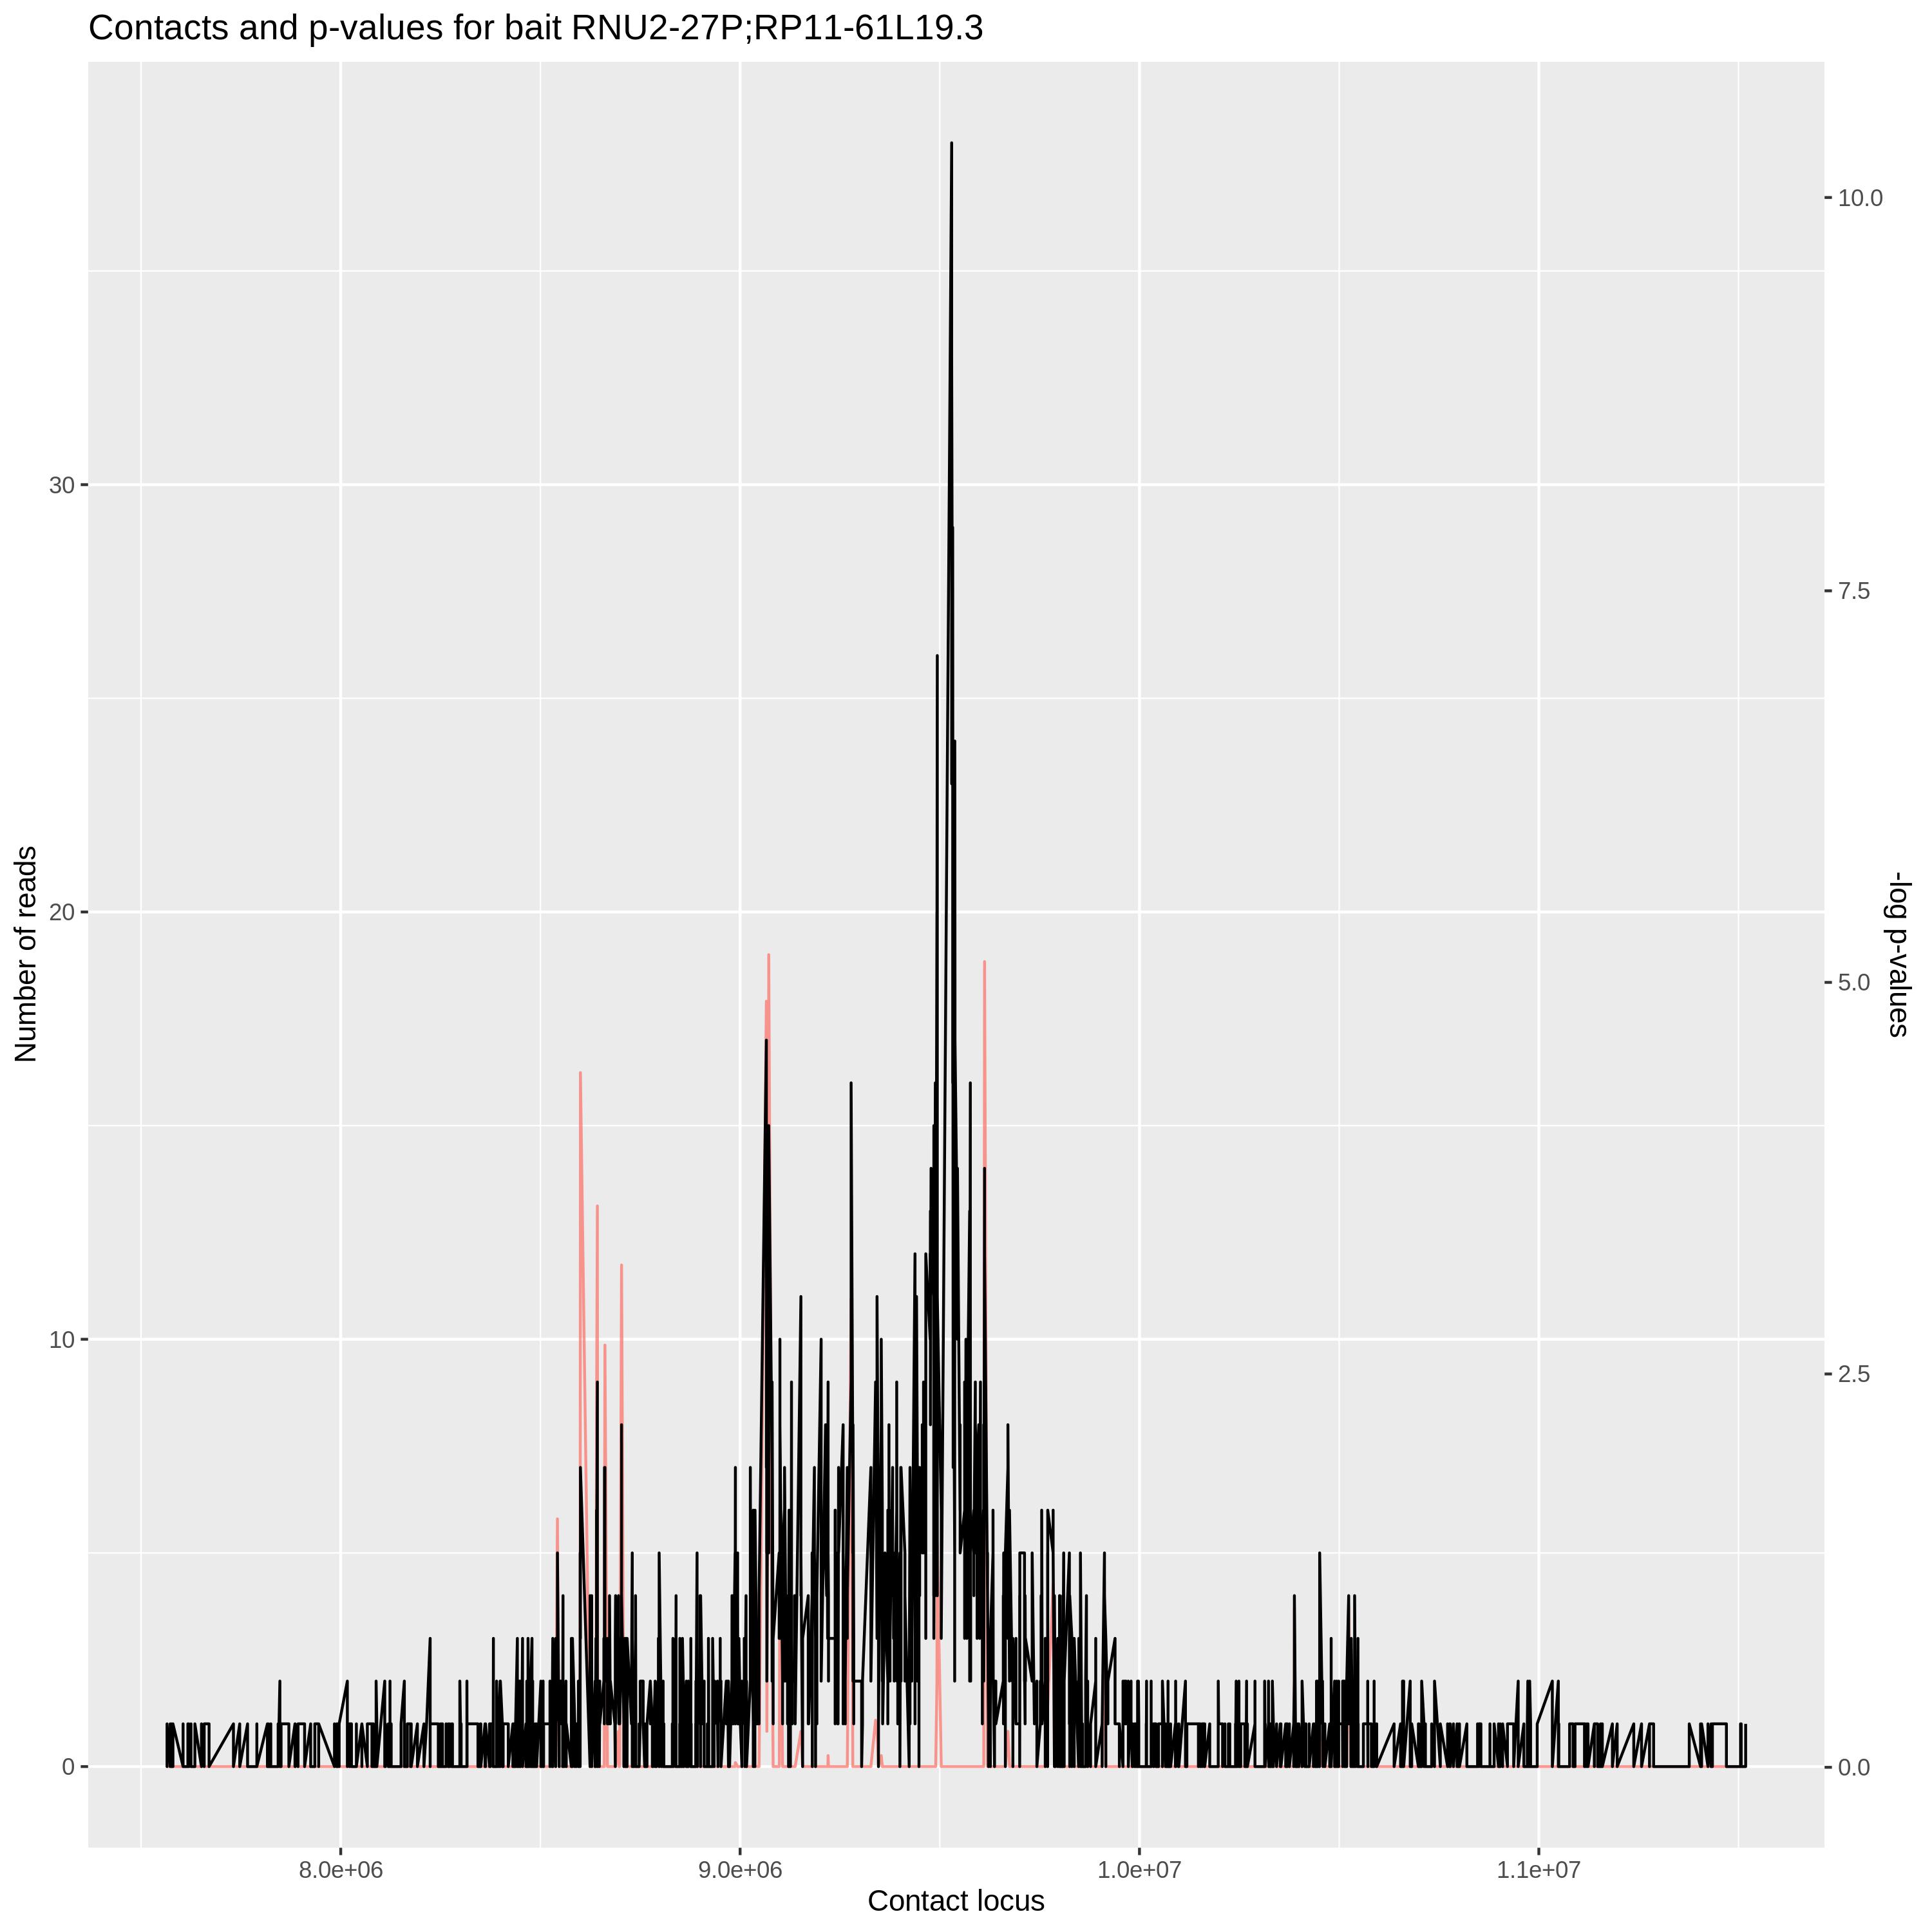 Contacts and p-values for bait RNU2-27P;RP11-61L19.3
Number of reads
30
20
10
0
10.0
7.5
5.0
2.5
0.0
-log p-values
8.0e+06 9.0e+06 1.0e+07 1.1e+07
Contact locus